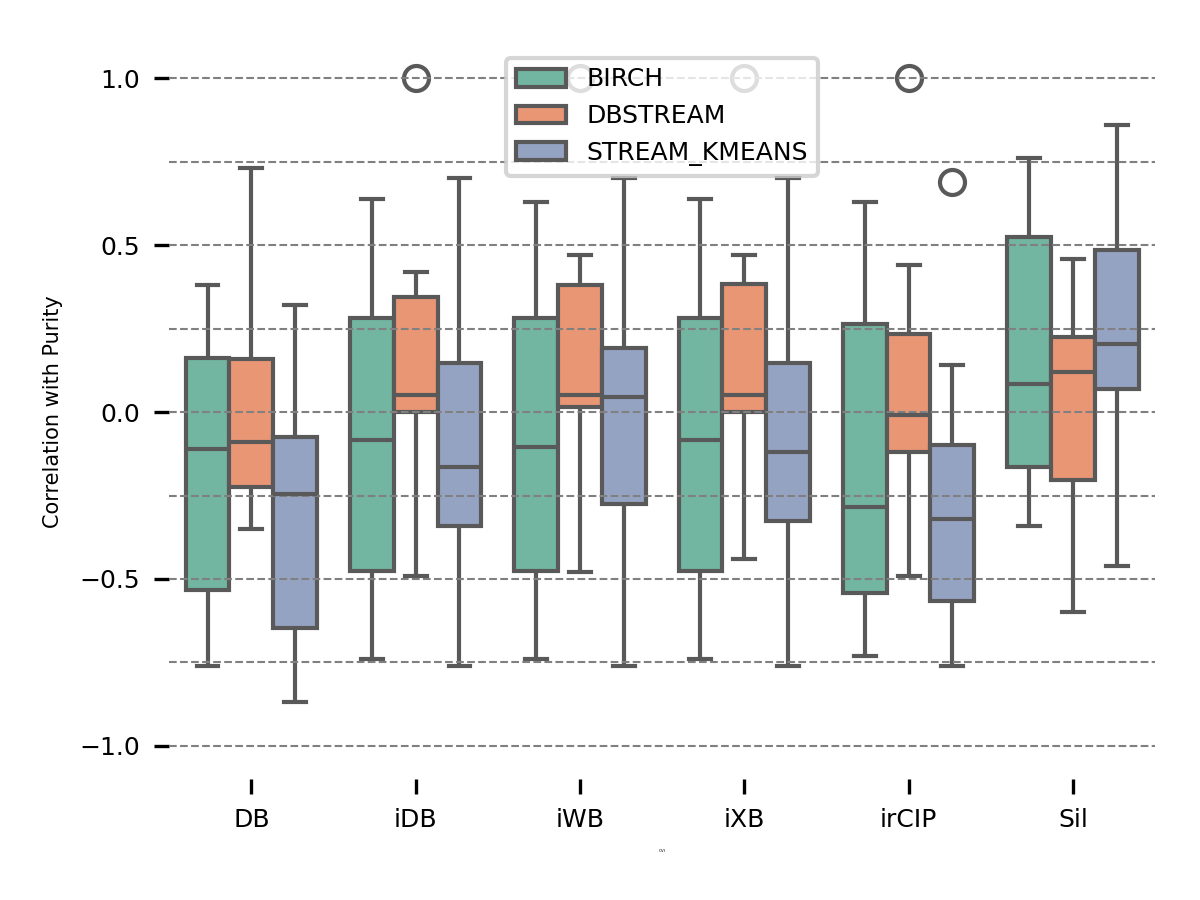 1.0
0.5
0.0
−0.5
−1.0
Correlation with Purity
BIRCH
DBSTREAM
STREAM_KMEANS
DB
iDB
iWB
iXB
irCIP
Sil